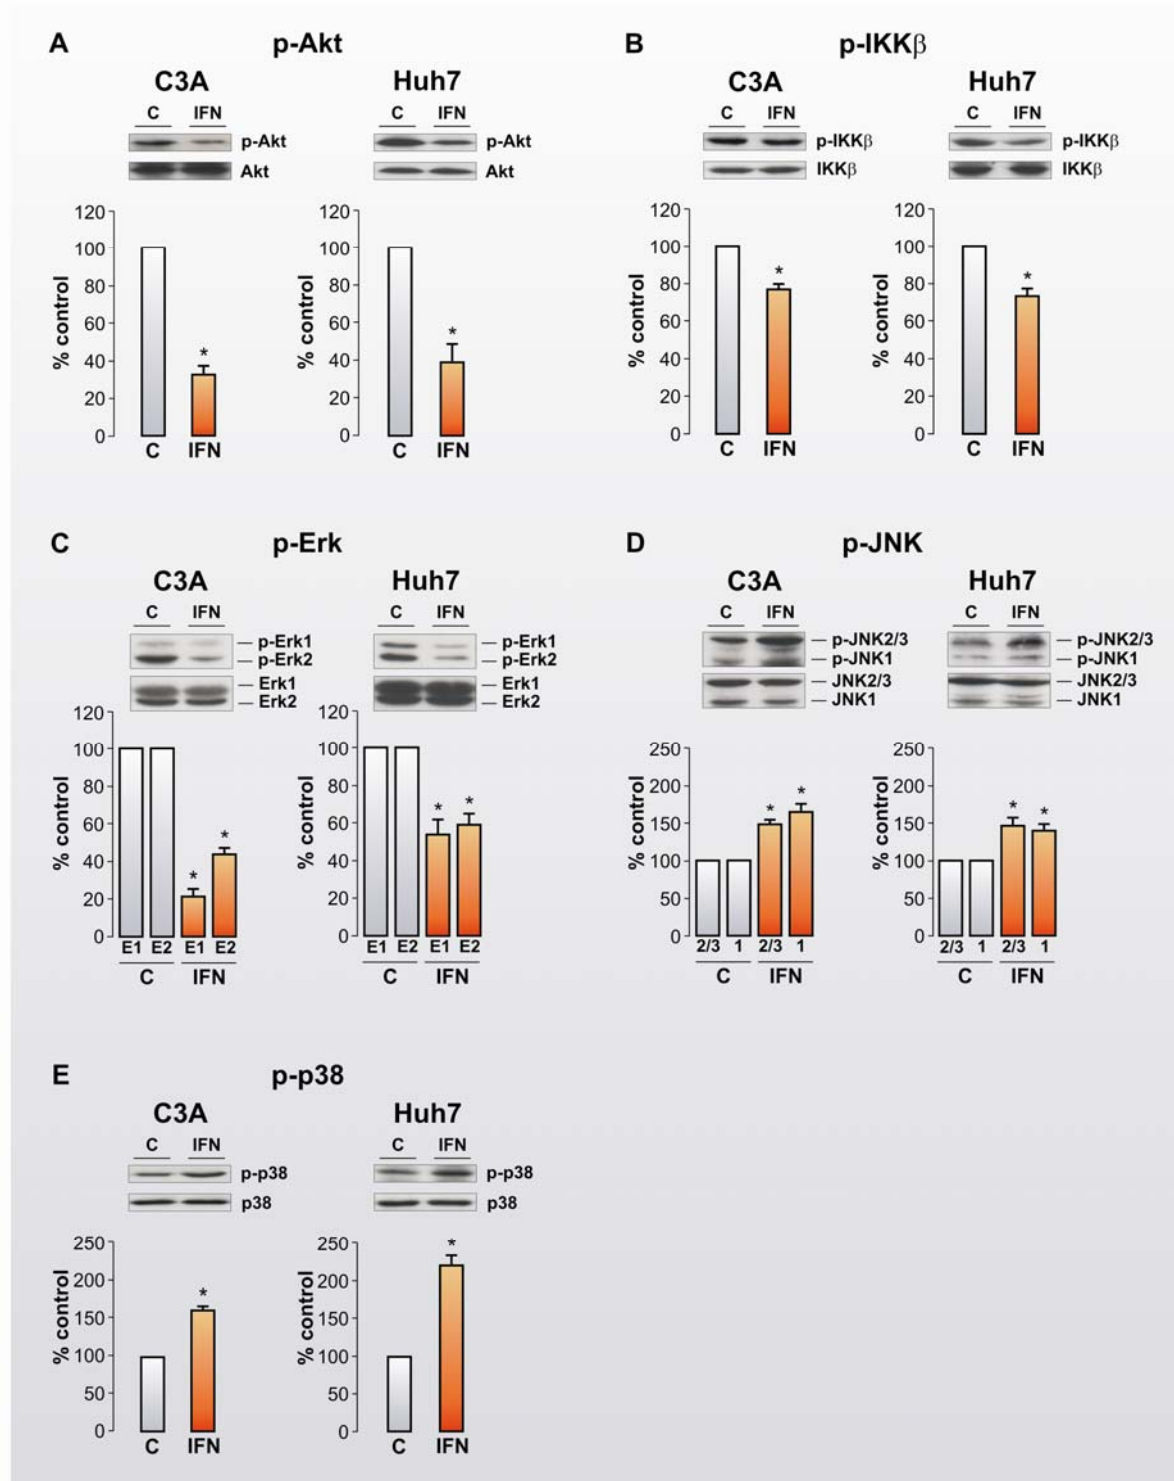 A p-Akt
C3A Huh7
C IFN C IFN
p-Akt p-Akt
Akt Akt
120 120
100 100
80 80
60 60
40 40
20 20
0 0
% control % control
* *
C IFN C IFN
B p-IKKβ
C3A Huh7
C IFN C IFN
p-IKKβ p-IKKβ
IKKβ IKKβ
120 120
100 100
80 80
60 60
40 40
20 20
0 0
% control % control
* *
C IFN C IFN
C p-Erk
C3A Huh7
C IFN C IFN
p-Erk1 p-Erk1
p-Erk2 p-Erk2
Erk1 Erk1
Erk2 Erk2
120 120
100 100
80 80
60 60
40 40
20 20
0 0
% control % control
* * * *
E1 E2 E1 E2 E1 E2 E1 E2
C IFN C IFN
D p-JNK
C3A Huh7
C IFN C IFN
p-JNK2/3 p-JNK2/3
p-JNK1 p-JNK1
JNK2/3 JNK2/3
JNK1 JNK1
250 250
200 200
150 150
100 100
50 50
0 0
% control % control
* * * *
2/3 1 2/3 1 2/3 1 2/3 1
C IFN C IFN
E p-p38
C3A Huh7
C IFN C IFN
p-p38 p-p38
p38 p38
250 250
200 200
150 150
100 100
50 50
0 0
% control % control
* *
C IFN C IFN